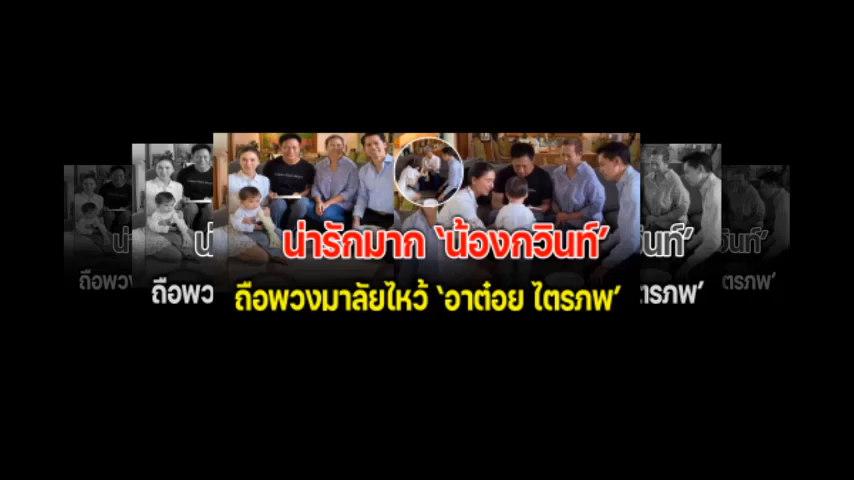 น่ารักมาก ‘น้องกวินท์’
ถือพวงมาลัยไหว้ ‘อาต๋อย ไตรภพ’